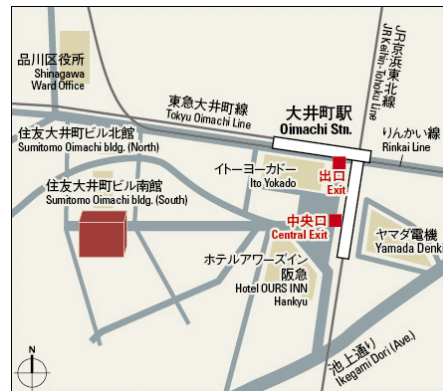 品川区役所
Shinagawa
Ward Office
JR京浜東北線
JR Keihin-Tohoku Line
東急大井町線
Tokyu Oimachi Line
大井町駅
Oimachi Stn.
住友大井町ビル北館
Sumitomo Oimachi bldg. (North)
りんかい線
Rinkai Line
イトーヨーカドー
Ito Yokado
出口
Exit
住友大井町ビル南館
Sumitomo Oimachi bldg. (South)
中央口
Central Exit
ヤマダ電機
Yamada Denki
ホテルアワーズイン
阪急
Hotel OURS INN
Hankyu
池上通り
Ikegami Dori (Ave.)
N